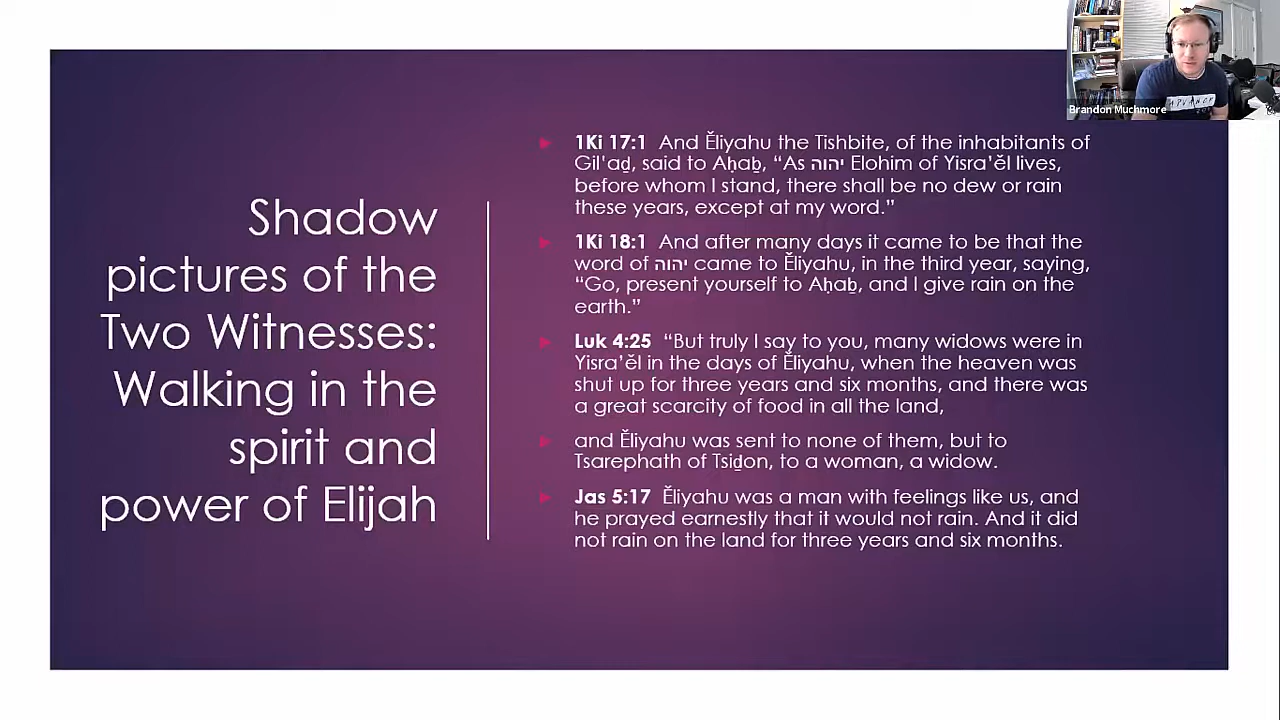 Brandon Muchmore
Shadow
pictures of the
Two Witnesses:
Walking in the
spirit and
power of Elijah
1Ki 17:1 And Ěliyahu the Tishbite, of the inhabitants of
Gil‛aḏ, said to Aḥaḇ, “As יהוה Elohim of Yisra’ěl lives,
before whom I stand, there shall be no dew or rain
these years, except at my word.”
1Ki 18:1 And after many days it came to be that the
word of יהוה came to Ěliyahu, in the third year, saying,
“Go, present yourself to Aḥaḇ, and I give rain on the
earth.”
Luk 4:25 “But truly I say to you, many widows were in
Yisra’ěl in the days of Ěliyahu, when the heaven was
shut up for three years and six months, and there was
a great scarcity of food in all the land,
and Ěliyahu was sent to none of them, but to
Tsarephath of Tsiḏon, to a woman, a widow.
Jas 5:17 Ěliyahu was a man with feelings like us, and
he prayed earnestly that it would not rain. And it did
not rain on the land for three years and six months.